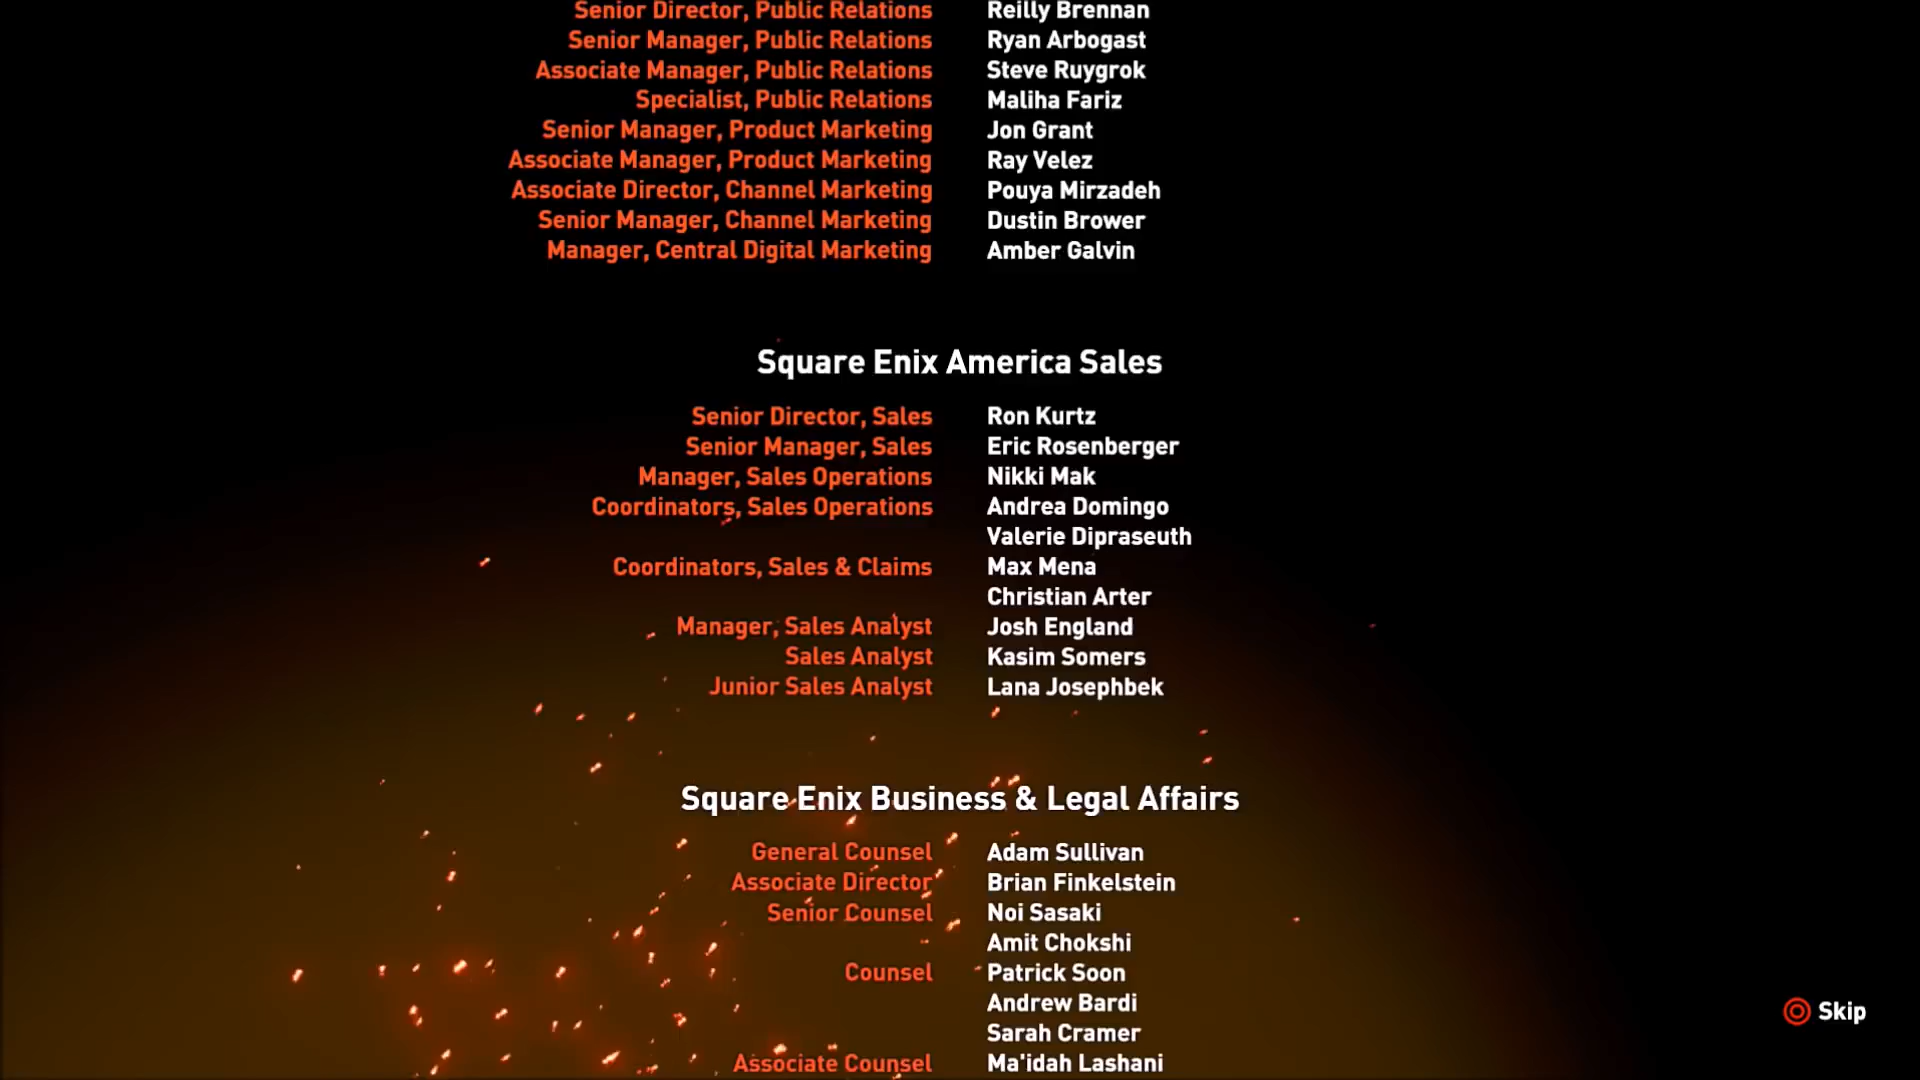 Senior Director, Public Relations Reilly Brennan
Senior Manager, Public Relations Ryan Arbogast
Associate Manager, Public Relations Steve Ruygrok
Specialist, Public Relations Maliha Fariz
Senior Manager, Product Marketing Jon Grant
Associate Manager, Product Marketing Ray Velez
Associate Director, Channel Marketing Pouya Mirzadeh
Senior Manager, Channel Marketing Dustin Brower
Manager, Central Digital Marketing Amber Galvin
Square Enix America Sales
Senior Director, Sales Ron Kurtz
Senior Manager, Sales Eric Rosenberger
Manager, Sales Operations Nikki Mak
Coordinators, Sales Operations Andrea Domingo
Valerie Dipraseuth
Coordinators, Sales & Claims Max Mena
Christian Arter
Manager, Sales Analyst Josh England
Sales Analyst Kasim Somers
Junior Sales Analyst Lana Josephbek
Square Enix Business & Legal Affairs
General Counsel Adam Sullivan
Associate Director Brian Finkelstein
Senior Counsel Noi Sasaki
Amit Chokshi
Counsel Patrick Soon
Andrew Bardi
Sarah Cramer
Associate Counsel Ma'idah Lashani
Skip